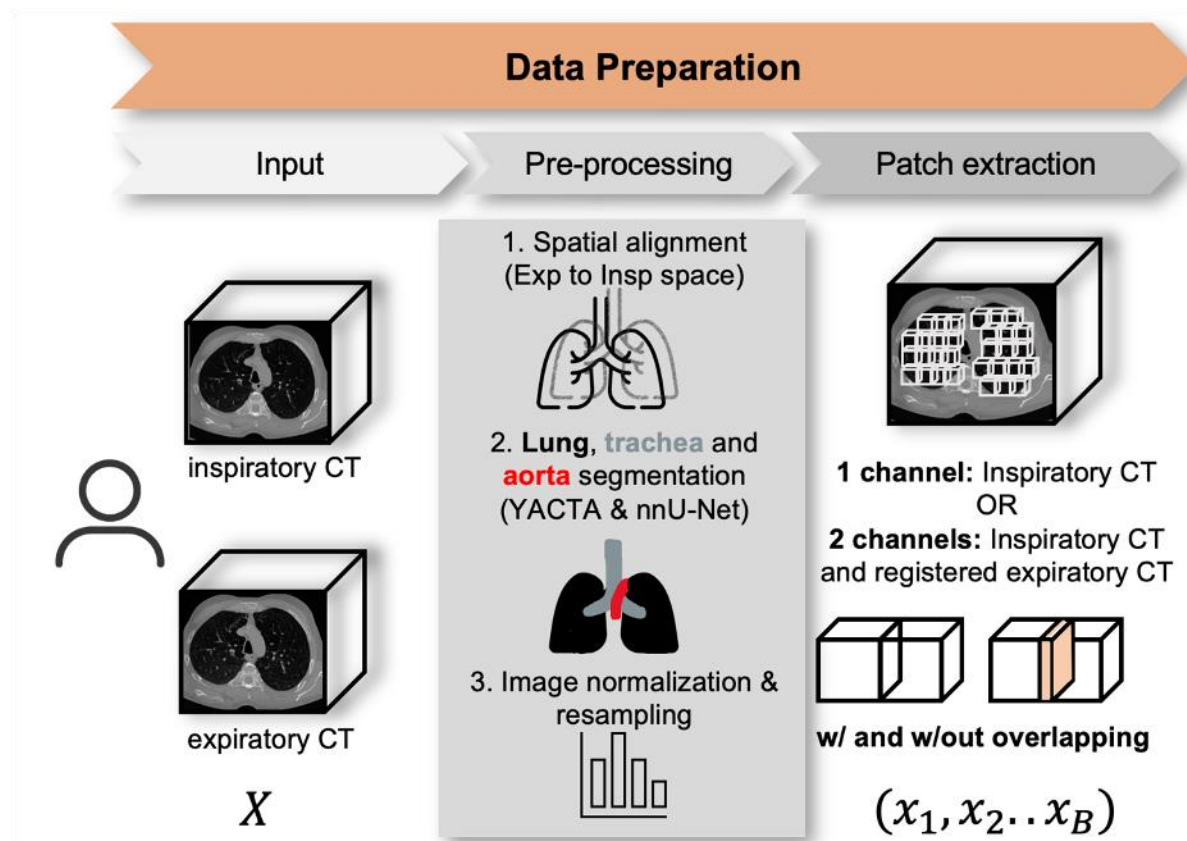 Data Preparation
Input
Pre-processing
Patch extraction
inspiratory CT
expiratory CT
X
1. Spatial alignment
(Exp to Insp space)
2. Lung, trachea and
aorta segmentation
(YACTA & nnU-Net)
3. Image normalization &
resampling
1 channel: Inspiratory CT
OR
2 channels: Inspiratory CT
and registered expiratory CT
w/ and w/out overlapping
(x₁, x₂.. x_B)